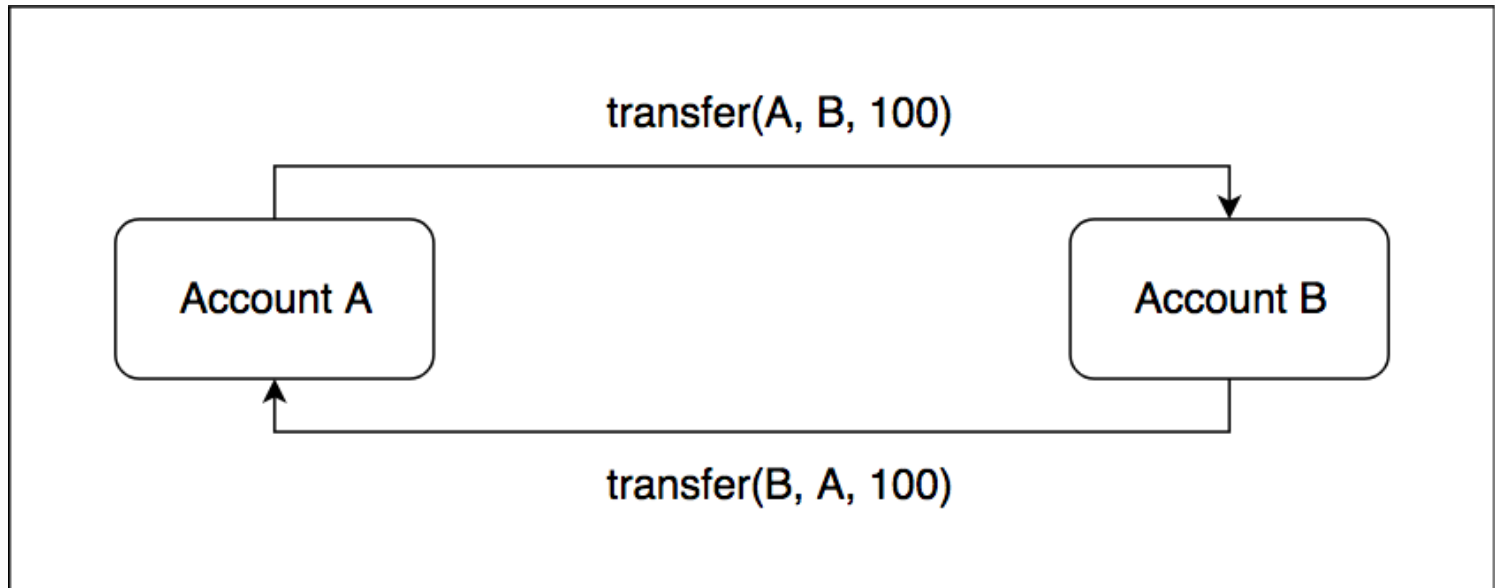 transfer(A, B, 100)
Account A
Account B
transfer(B, A, 100)